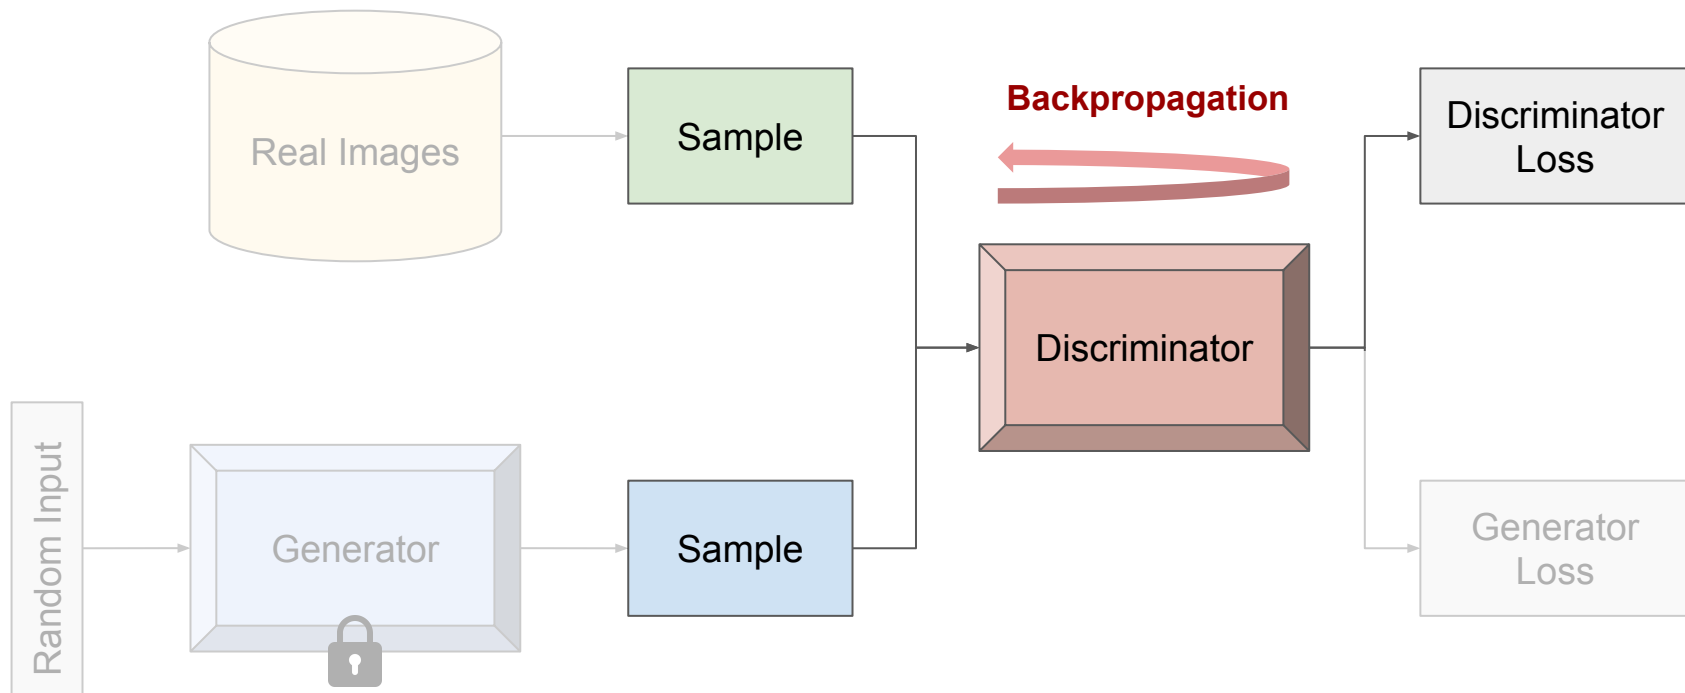 Real Images
Sample
Backpropagation
Discriminator
Loss
Discriminator
Random Input
Generator
Sample
Generator
Loss